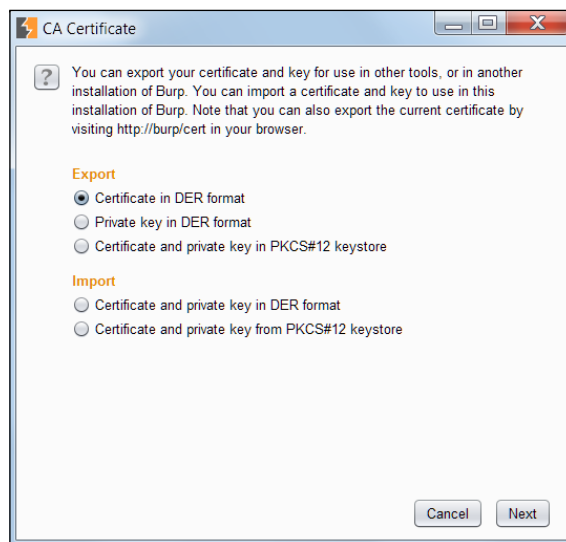 CA Certificate
You can export your certificate and key for use in other tools, or in another
installation of Burp. You can import a certificate and key to use in this
installation of Burp. Note that you can also export the current certificate by
visiting http://burp/cert in your browser.
Export
Certificate in DER format
Private key in DER format
Certificate and private key in PKCS#12 keystore
Import
Certificate and private key in DER format
Certificate and private key from PKCS#12 keystore
Cancel Next